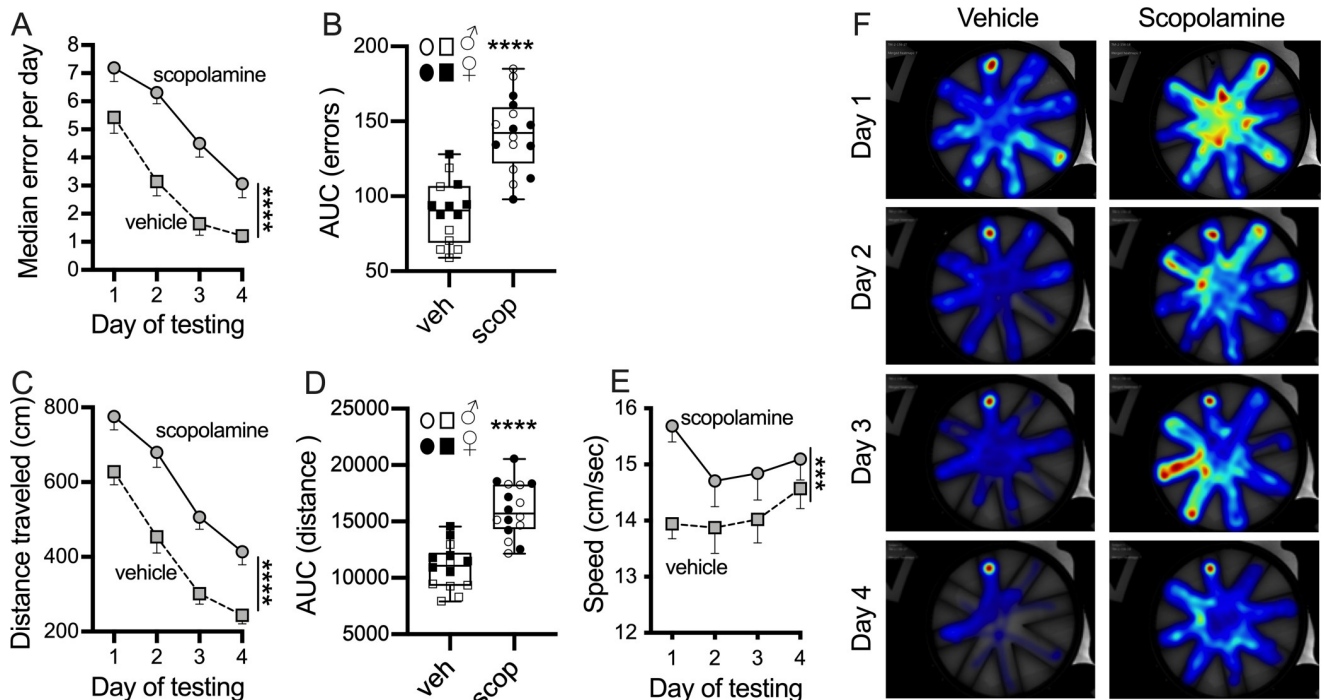 A
Median error per day
8
7
6
5
4
3
2
1
0
scopolamine
vehicle
****
1 2 3 4
Day of testing
B
AUC (errors )
200
150
100
50
♂
♀
****
veh
scop
C
Distance traveled (cm)
800
600
400
200
scopolamine
vehicle
****
1 2 3 4
Day of testing
D
AUC (distance )
25000
20000
15000
10000
5000
♂
♀
****
veh
scop
E
Speed (cm/sec)
16
15
14
13
12
scopolamine
vehicle
***
1 2 3 4
Day of testing
F
Vehicle Scopolamine
Day 1
Day 2
Day 3
Day 4